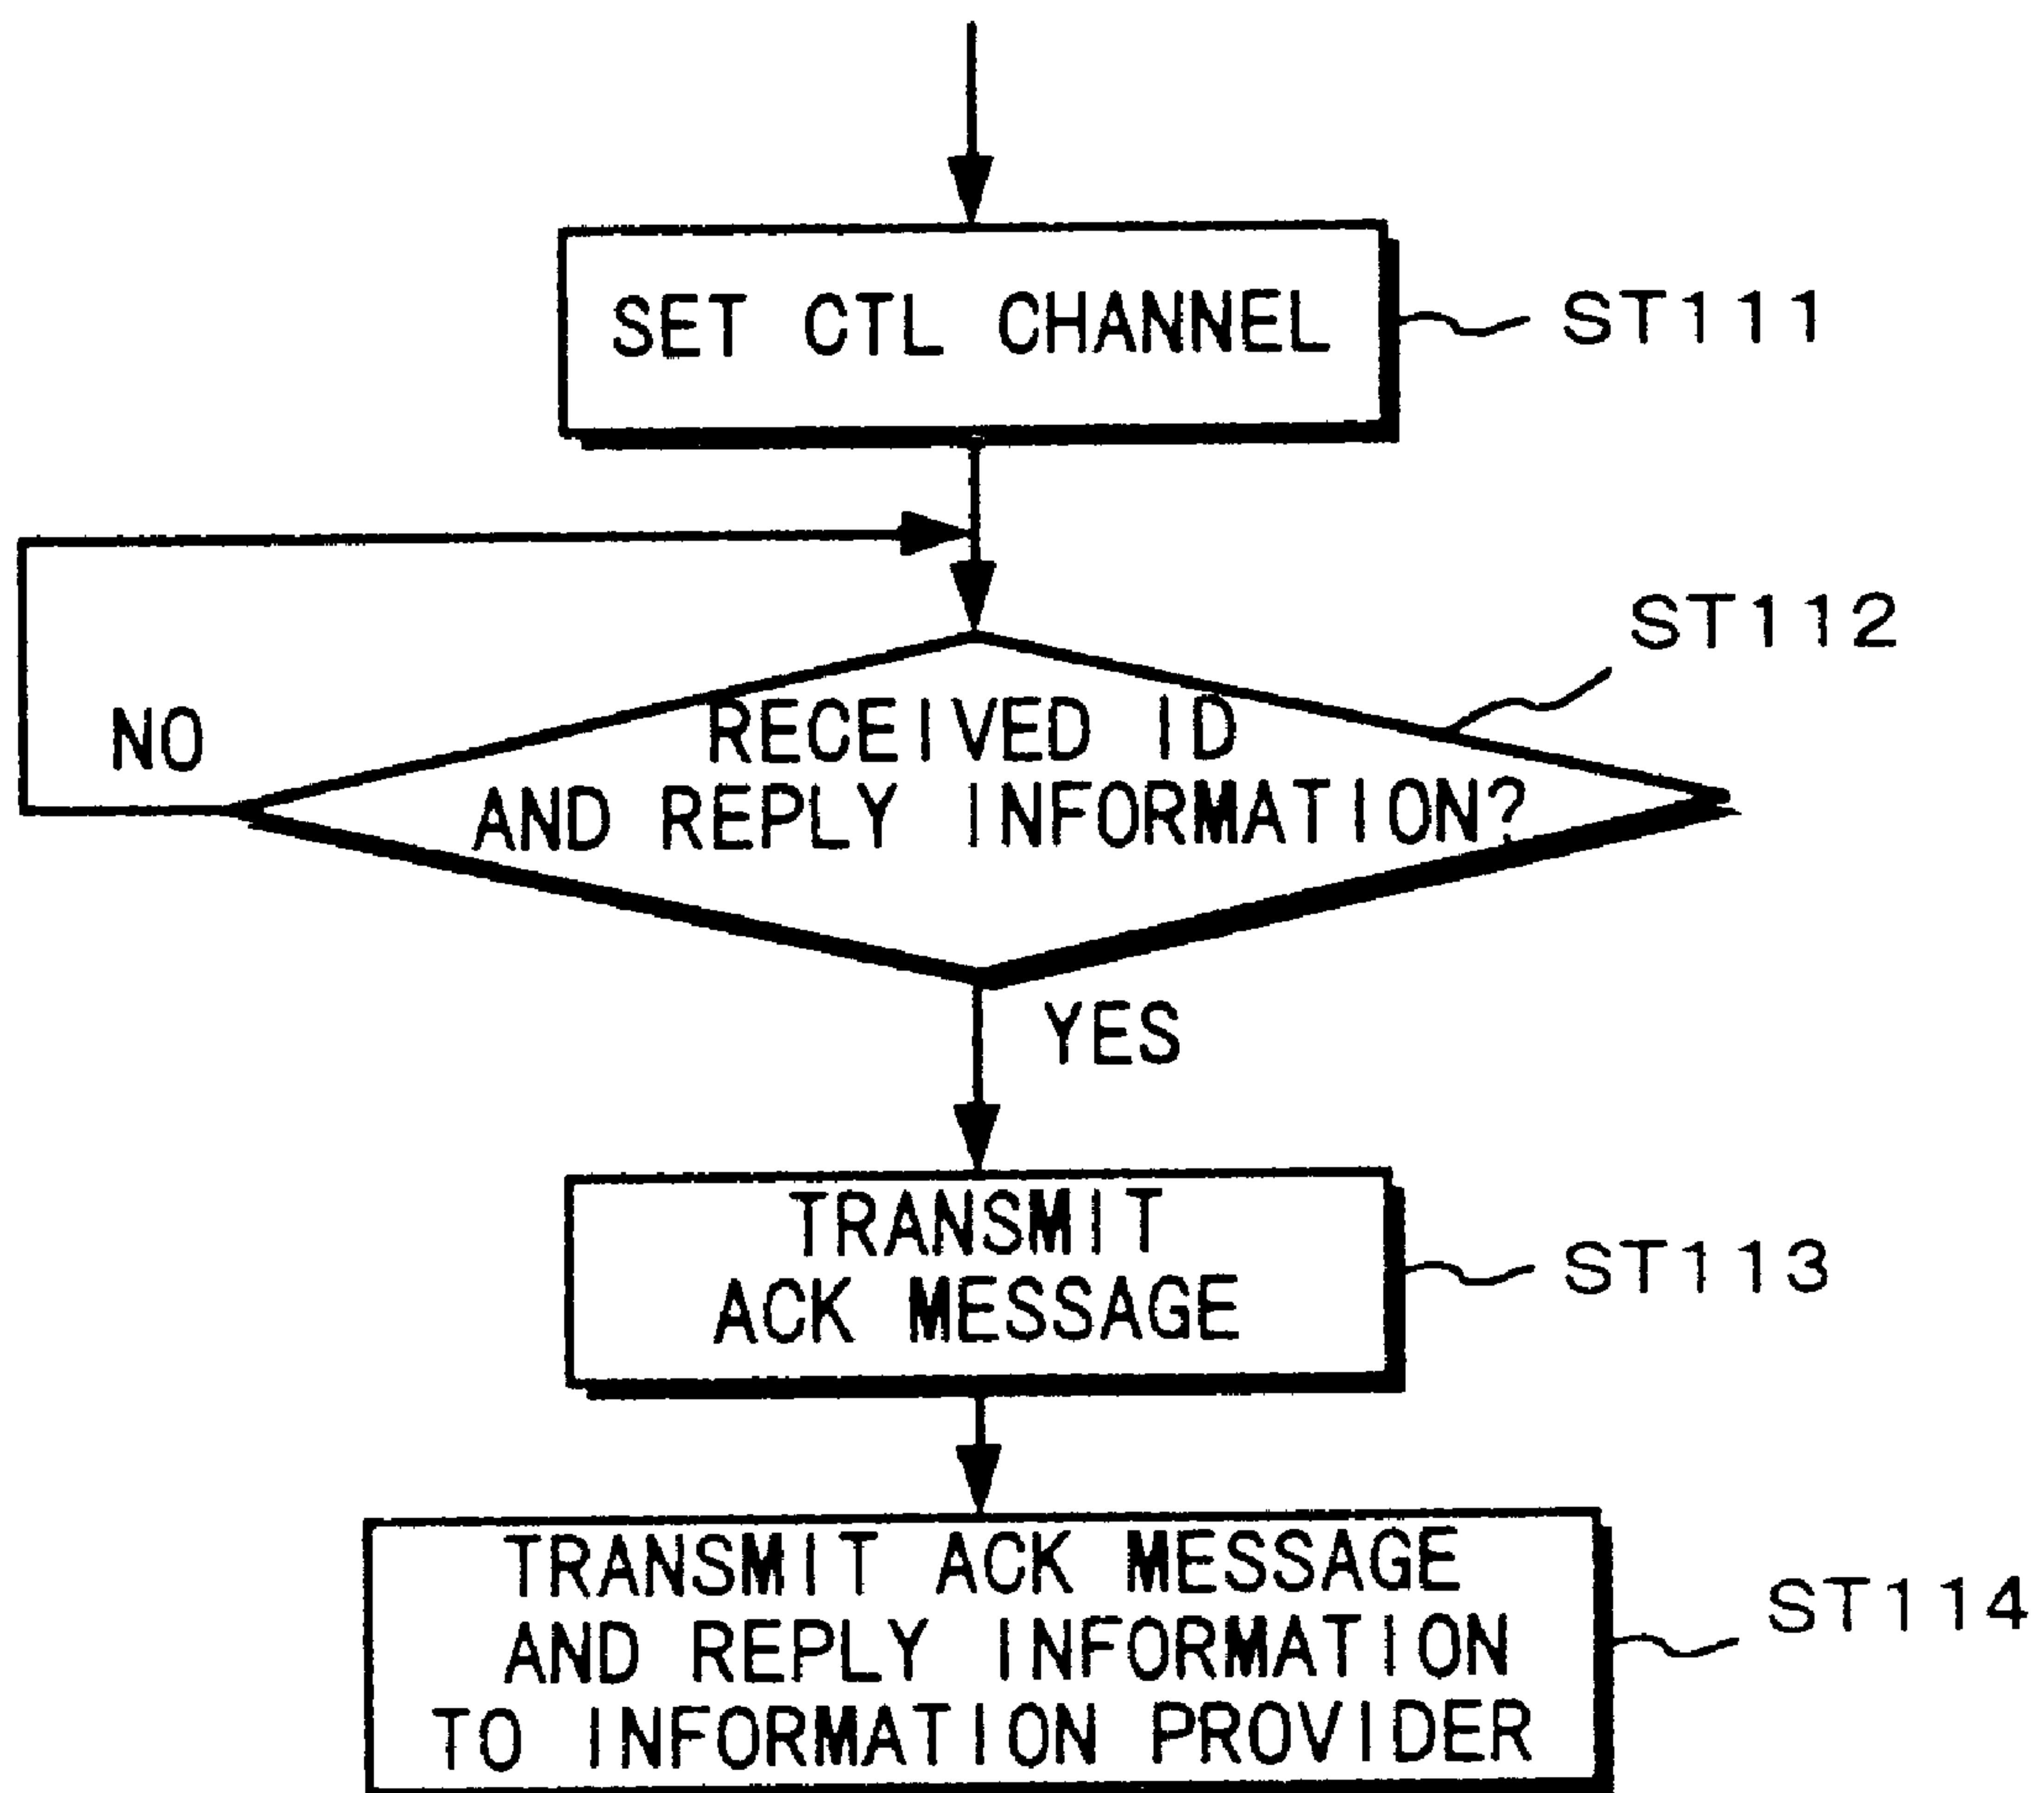 SET CTL CHANNEL
ST111
ST112
NO
RECEIVED ID
AND REPLY INFORMATION?
YES
TRANSMIT
ACK MESSAGE
ST113
TRANSMIT ACK MESSAGE
AND REPLY INFORMATION
TO INFORMATION PROVIDER
ST114